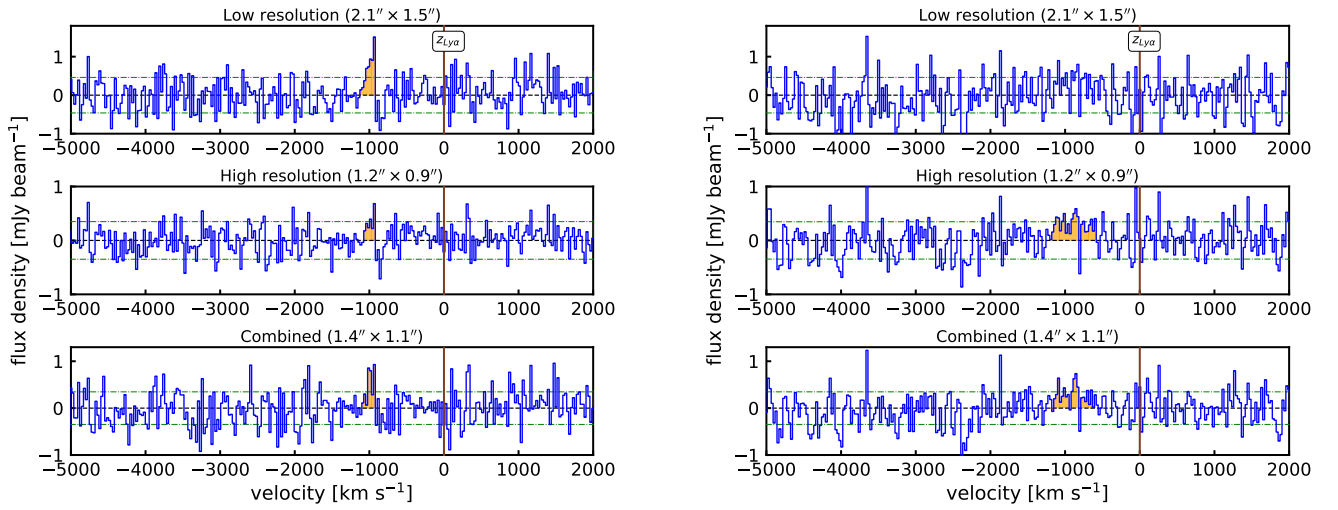 Low resolution (2.1″ × 1.5″)
z_Lyα
1
0
−1
−5000 −4000 −3000 −2000 −1000 0 1000 2000
High resolution (1.2″ × 0.9″)
1
0
−1
−5000 −4000 −3000 −2000 −1000 0 1000 2000
Combined (1.4″ × 1.1″)
1
0
−1
−5000 −4000 −3000 −2000 −1000 0 1000 2000
velocity [km s⁻¹]
flux density [mJy beam⁻¹]
Low resolution (2.1″ × 1.5″)
z_Lyα
1
0
−1
−5000 −4000 −3000 −2000 −1000 0 1000 2000
High resolution (1.2″ × 0.9″)
1
0
−1
−5000 −4000 −3000 −2000 −1000 0 1000 2000
Combined (1.4″ × 1.1″)
1
0
−1
−5000 −4000 −3000 −2000 −1000 0 1000 2000
velocity [km s⁻¹]
flux density [mJy beam⁻¹]